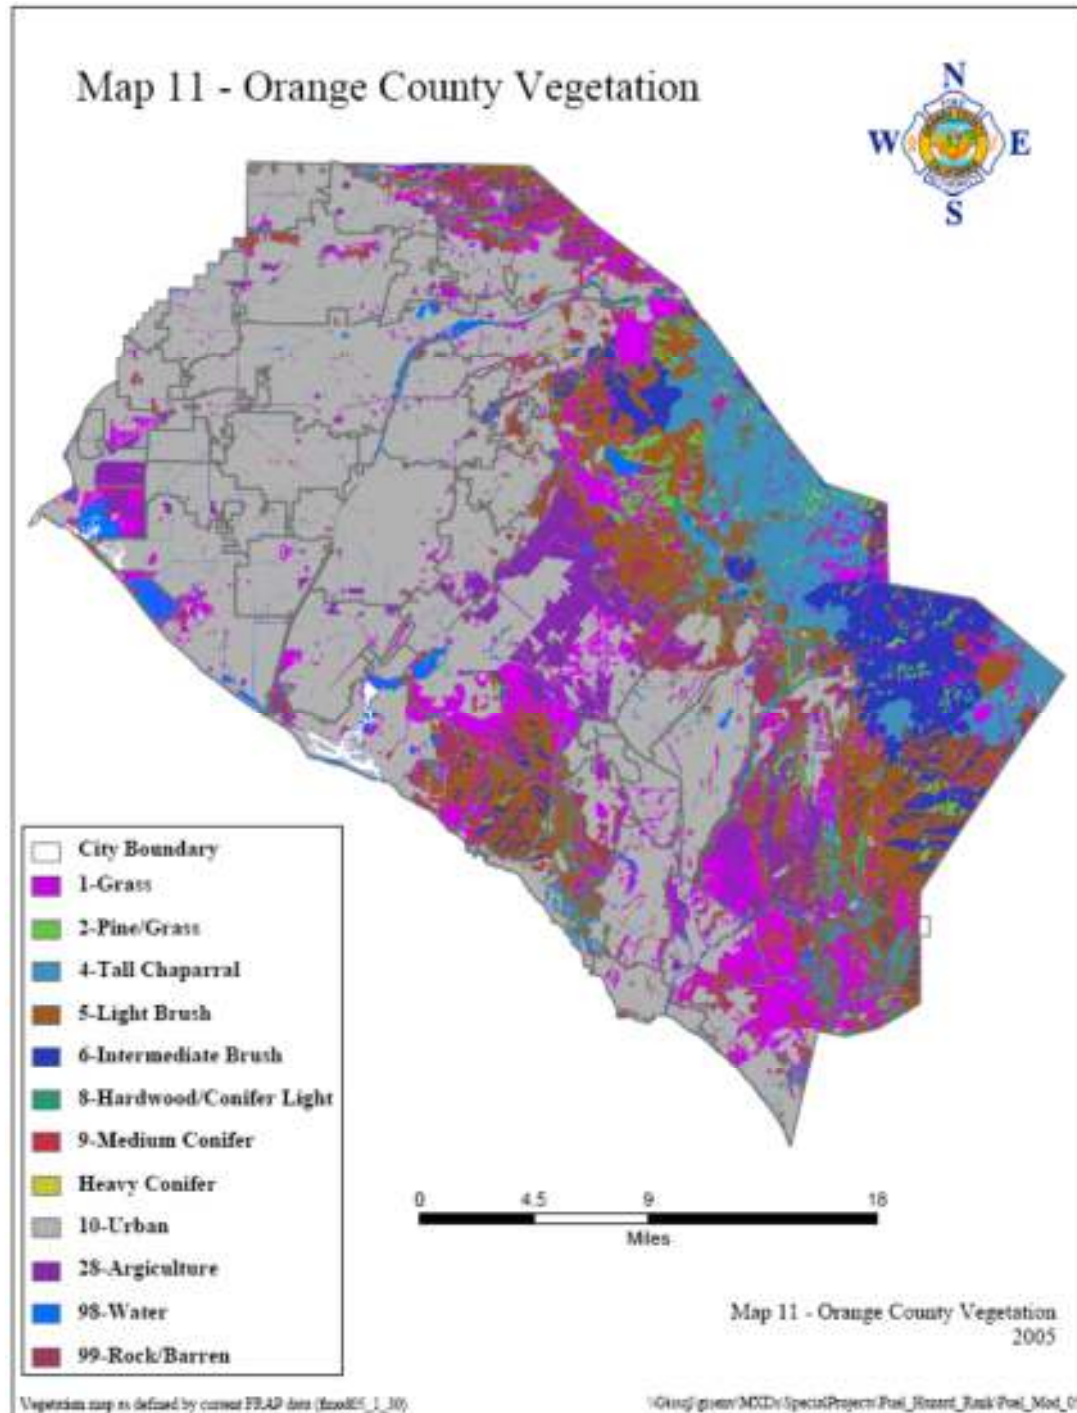 Map 11 - Orange County Vegetation
N
W E
S
City Boundary
1-Grass
2-Pine/Grass
4-Tall Chaparral
5-Light Brush
6-Intermediate Brush
8-Hardwood/Conifer Light
9-Medium Conifer
Heavy Conifer
10-Urban
28-Argiculture
98-Water
99-Rock/Barren
0 4.5 9 18
Miles
Map 11 - Orange County Vegetation
2005
Vegetation map as defined by current FRAP data